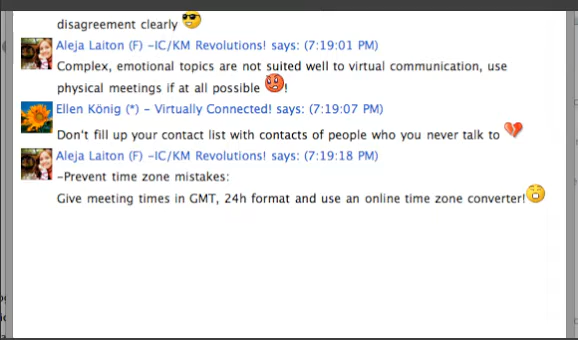 disagreement clearly
Aleja Laiton (F) -IC/KM Revolutions! says: (7:19:01 PM)
Complex, emotional topics are not suited well to virtual communication, use
physical meetings if at all possible !
Ellen König (*) - Virtually Connected! says: (7:19:07 PM)
Don't fill up your contact list with contacts of people who you never talk to
Aleja Laiton (F) -IC/KM Revolutions! says: (7:19:18 PM)
-Prevent time zone mistakes:
Give meeting times in GMT, 24h format and use an online time zone converter!